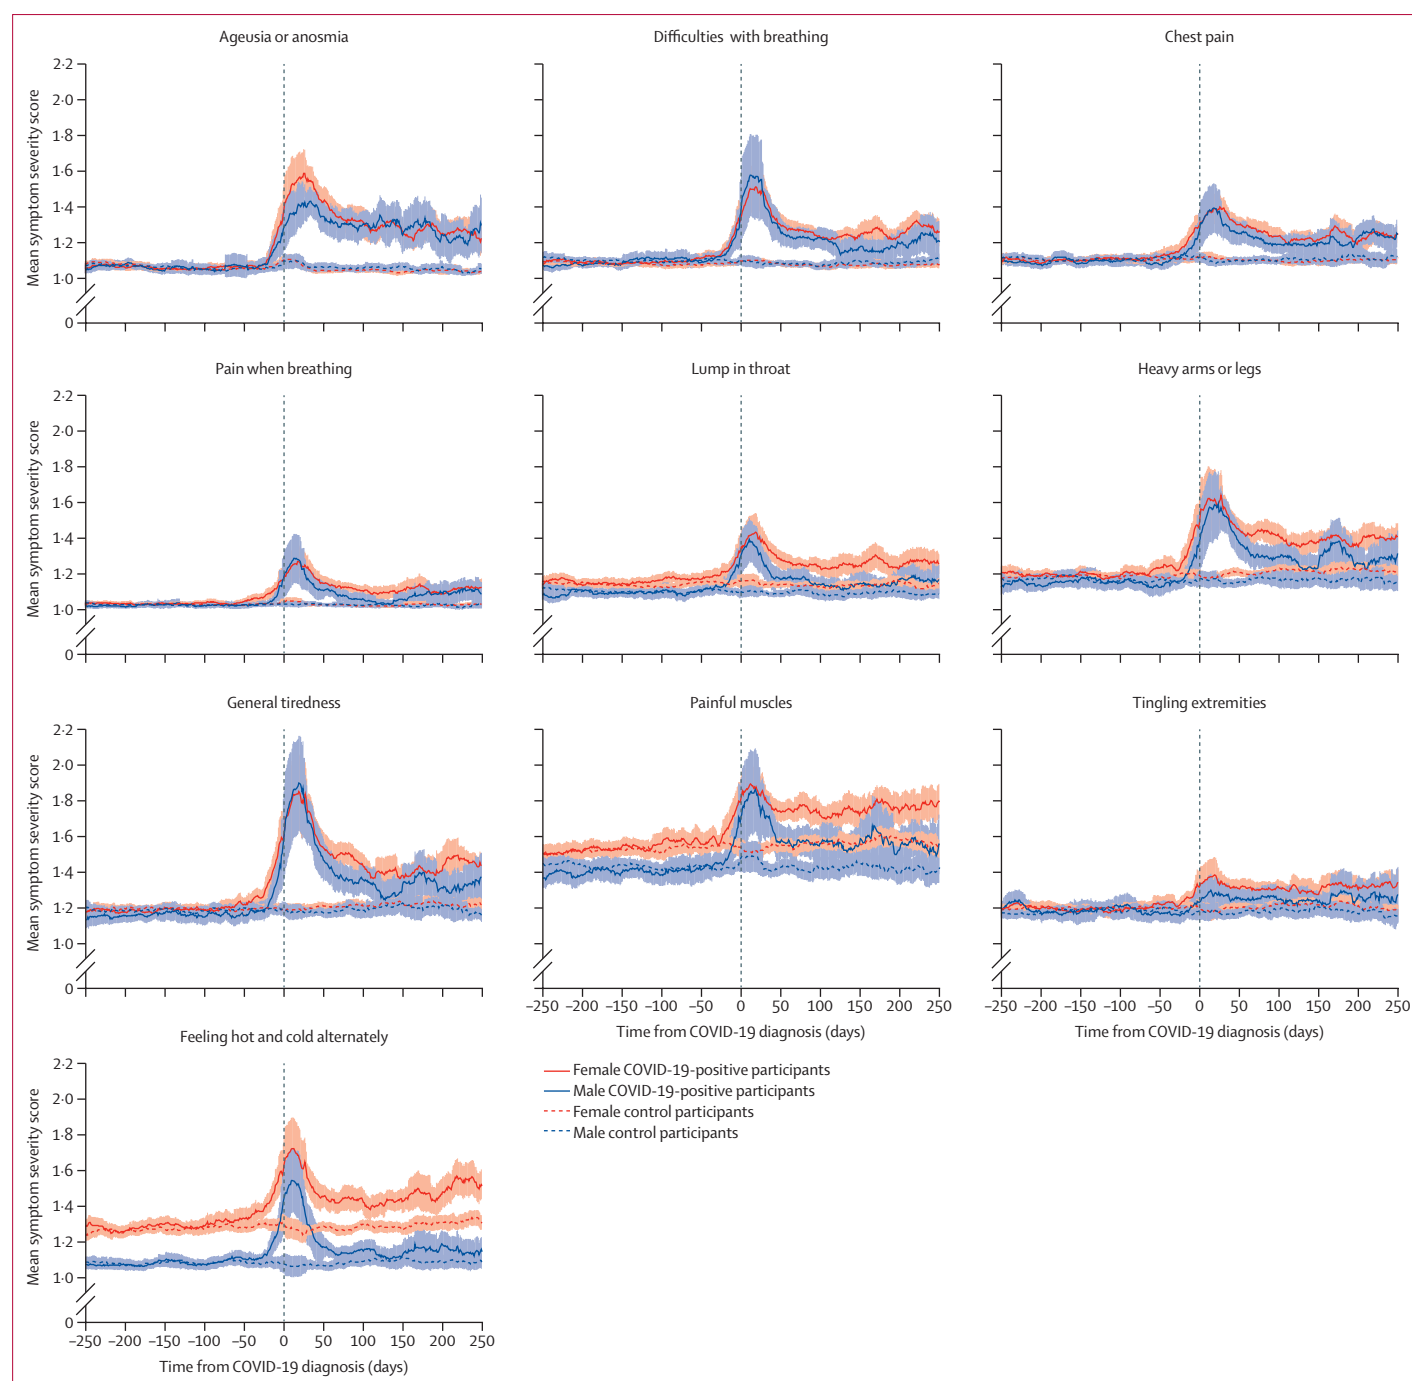 Ageusia or anosmia
Difficulties with breathing
Chest pain
Mean symptom severity score
2·2
2·0
1·8
1·6
1·4
1·2
1·0
0
Pain when breathing
Lump in throat
Heavy arms or legs
Mean symptom severity score
2·2
2·0
1·8
1·6
1·4
1·2
1·0
0
General tiredness
Painful muscles
Tingling extremities
Mean symptom severity score
2·2
2·0
1·8
1·6
1·4
1·2
1·0
0
–250 –200 –150 –100 –50 0 50 100 150 200 250
Time from COVID-19 diagnosis (days)
–250 –200 –150 –100 –50 0 50 100 150 200 250
Time from COVID-19 diagnosis (days)
Feeling hot and cold alternately
Mean symptom severity score
2·2
2·0
1·8
1·6
1·4
1·2
1·0
0
–250 –200 –150 –100 –50 0 50 100 150 200 250
Time from COVID-19 diagnosis (days)
Female COVID-19-positive participants
Male COVID-19-positive participants
Female control participants
Male control participants